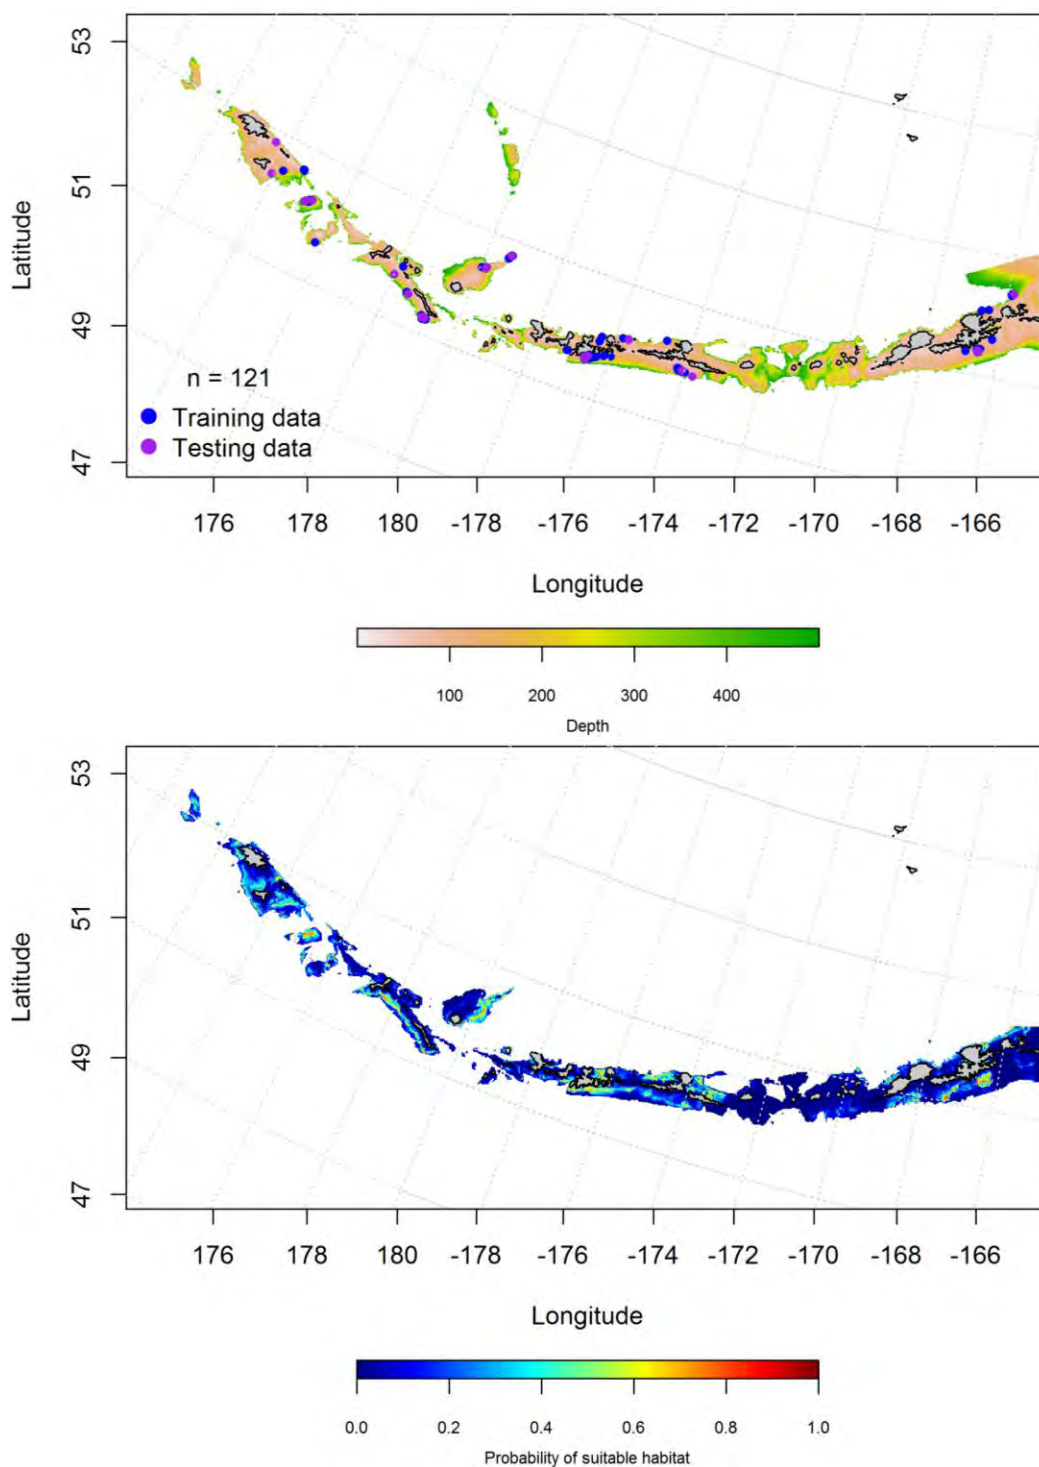 53
51
49
47
Latitude
n = 121
Training data
Testing data
176 178 180 -178 -176 -174 -172 -170 -168 -166
Longitude
100 200 300 400
Depth
53
51
49
47
Latitude
176 178 180 -178 -176 -174 -172 -170 -168 -166
Longitude
0.0 0.2 0.4 0.6 0.8 1.0
Probability of suitable habitat